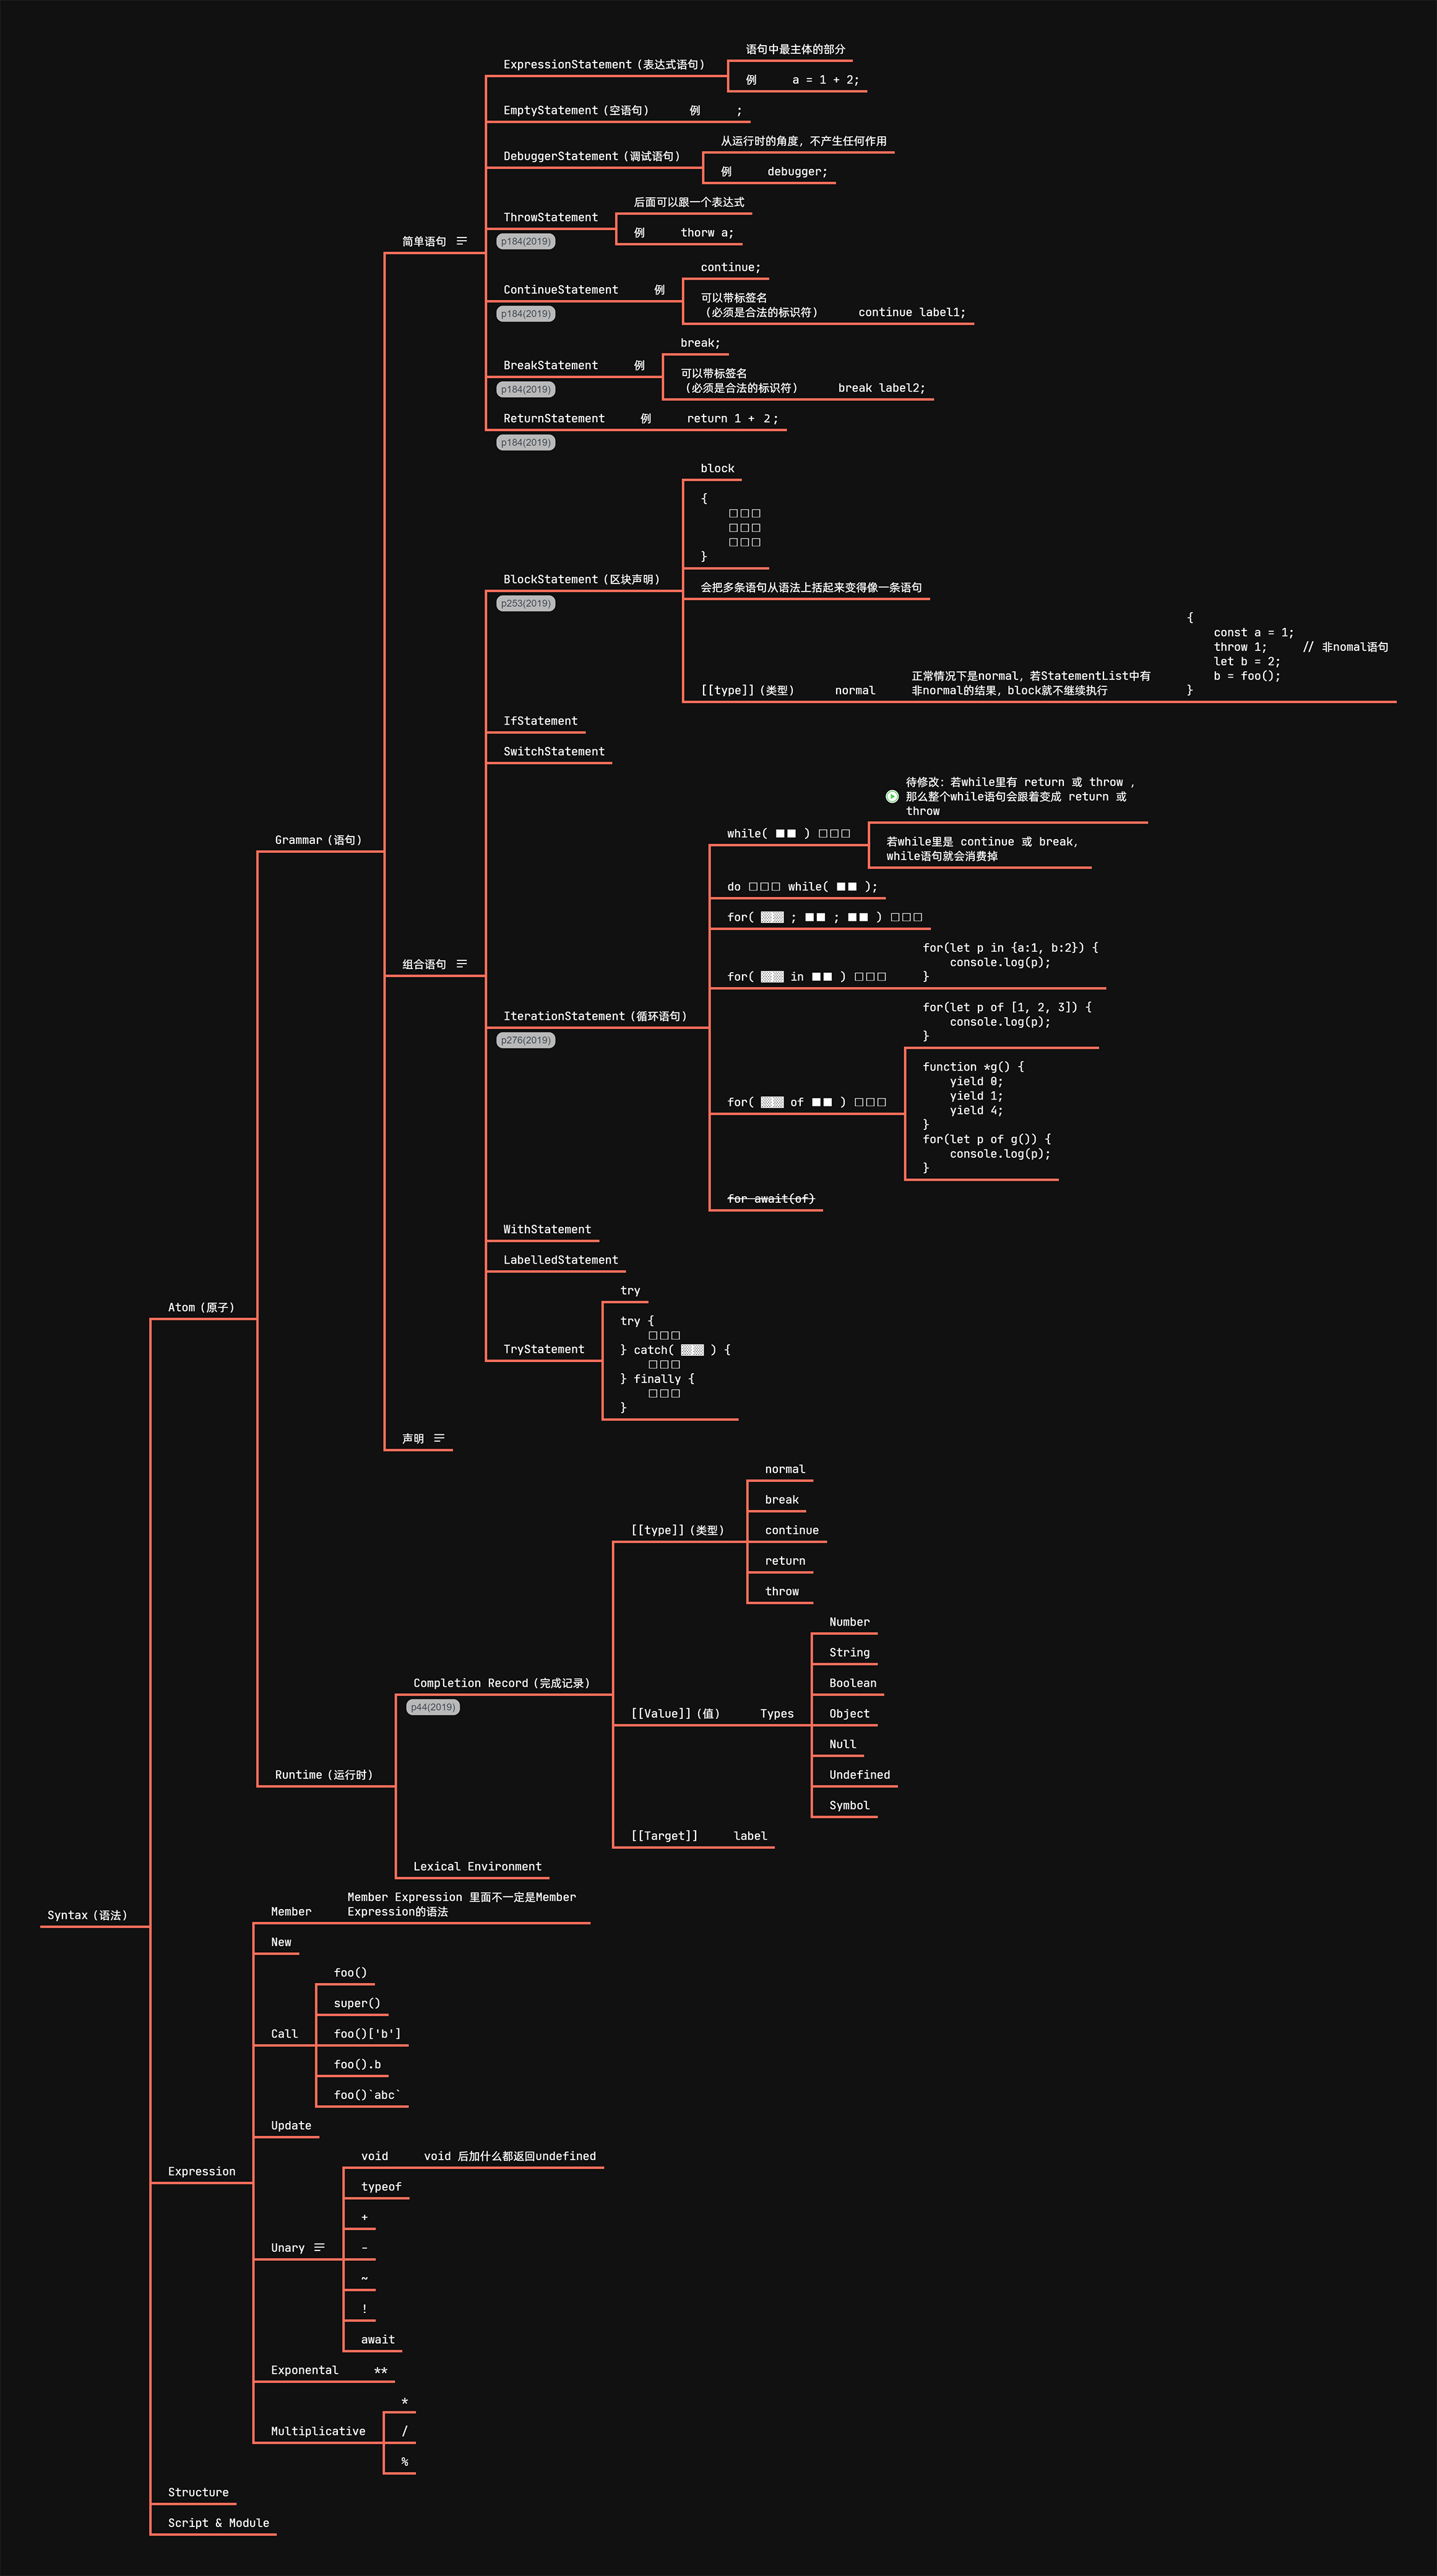 语句中最主体的部分
ExpressionStatement（表达式语句）
例 a = 1 + 2;
EmptyStatement（空语句） 例 ;
从运行时的角度，不产生任何作用
DebuggerStatement（调试语句）
例 debugger;
后面可以跟一个表达式
ThrowStatement
例 thorw a;
简单语句
p184(2019)
continue;
ContinueStatement 例
可以带标签名
（必须是合法的标识符） continue label1;
p184(2019)
break;
BreakStatement 例
可以带标签名
（必须是合法的标识符） break label2;
p184(2019)
ReturnStatement 例 return 1 + 2;
p184(2019)
block
{
□□□
□□□
□□□
}
BlockStatement（区块声明）
p253(2019)
会把多条语句从语法上括起来变得像一条语句
{
const a = 1;
throw 1; // 非nomal语句
let b = 2;
b = foo();
}
正常情况下是normal，若StatementList中有
非normal的结果，block就不继续执行
[[type]]（类型） normal
IfStatement
SwitchStatement
待修改：若while里有 return 或 throw ，
那么整个while语句会跟着变成 return 或
throw
while( ■■ ) □□□
若while里是 continue 或 break，
while语句就会消费掉
Grammar（语句）
do □□□ while( ■■ );
for( ▓▓ ; ■■ ; ■■ ) □□□
for(let p in {a:1, b:2}) {
console.log(p);
}
for( ▓▓ in ■■ ) □□□
组合语句
for(let p of [1, 2, 3]) {
console.log(p);
}
IterationStatement（循环语句）
p276(2019)
function *g() {
yield 0;
yield 1;
yield 4;
}
for(let p of g()) {
console.log(p);
}
for( ▓▓ of ■■ ) □□□
for await(of)
WithStatement
LabelledStatement
try
try {
□□□
} catch( ▓▓ ) {
□□□
} finally {
□□□
}
TryStatement
Atom（原子）
声明
normal
break
[[type]]（类型） continue
return
throw
Number
String
Completion Record（完成记录） Boolean
p44(2019)
[[Value]]（值） Types Object
Null
Runtime（运行时） Undefined
Symbol
[[Target]] label
Lexical Environment
Syntax（语法）
Member Expression 里面不一定是Member
Expression的语法
Member
New
foo()
super()
Call foo()['b']
foo().b
foo()`abc`
Update
void void 后加什么都返回undefined
Expression
typeof
+
Unary -
~
!
await
Exponental **
*
Multiplicative /
%
Structure
Script & Module